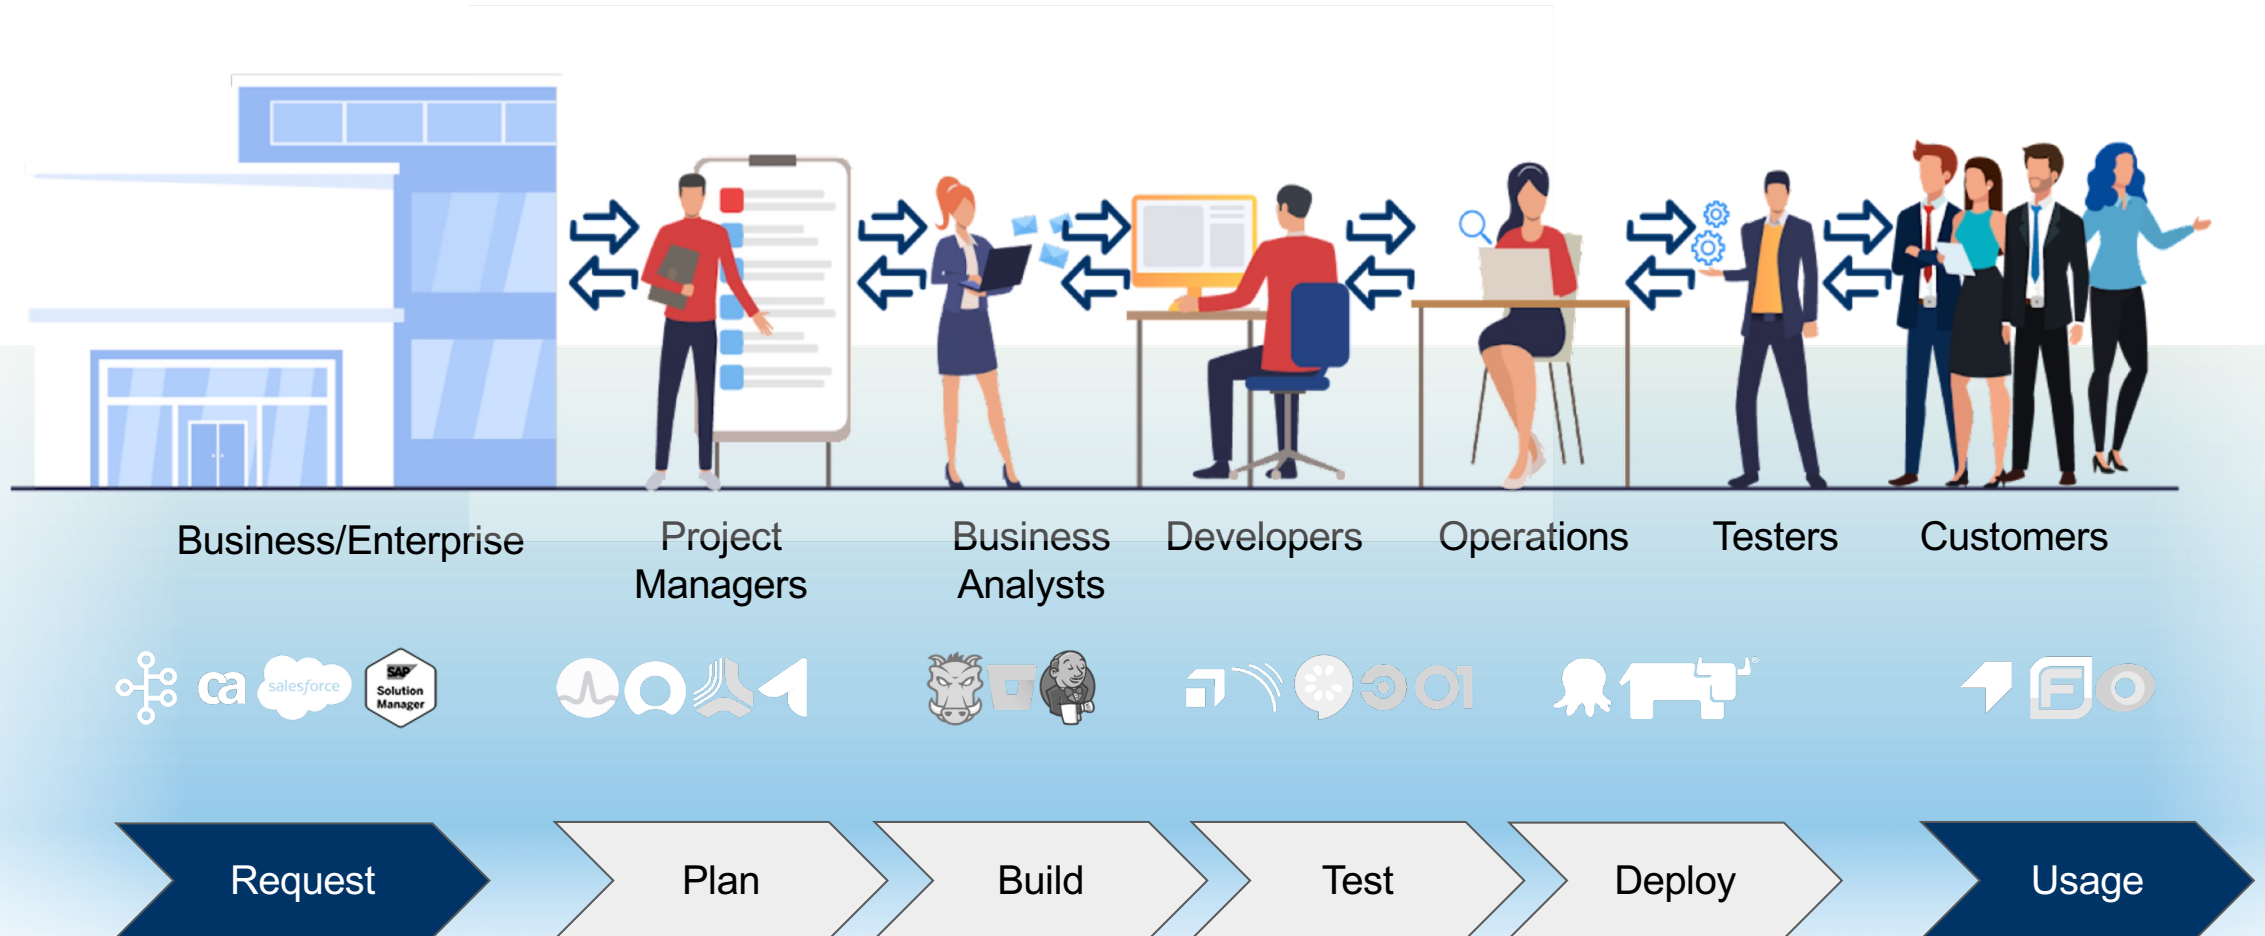 Business/Enterprise
Project
Managers
Business
Analysts
Developers
Operations
Testers
Customers
ca
salesforce
SAP
Solution
Manager
Request
Plan
Build
Test
Deploy
Usage